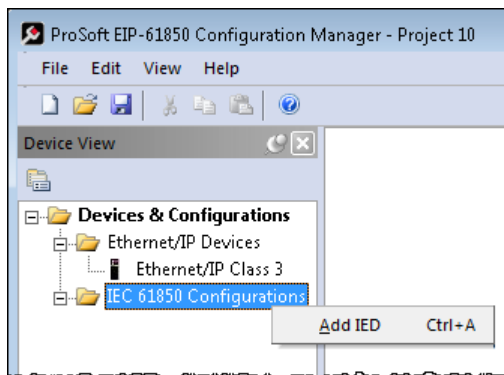 ProSoft EIP-61850 Configuration Manager - Project 10
File Edit View Help
Device View
Devices & Configurations
Ethernet/IP Devices
Ethernet/IP Class 3
IEC 61850 Configurations
Add IED Ctrl+A